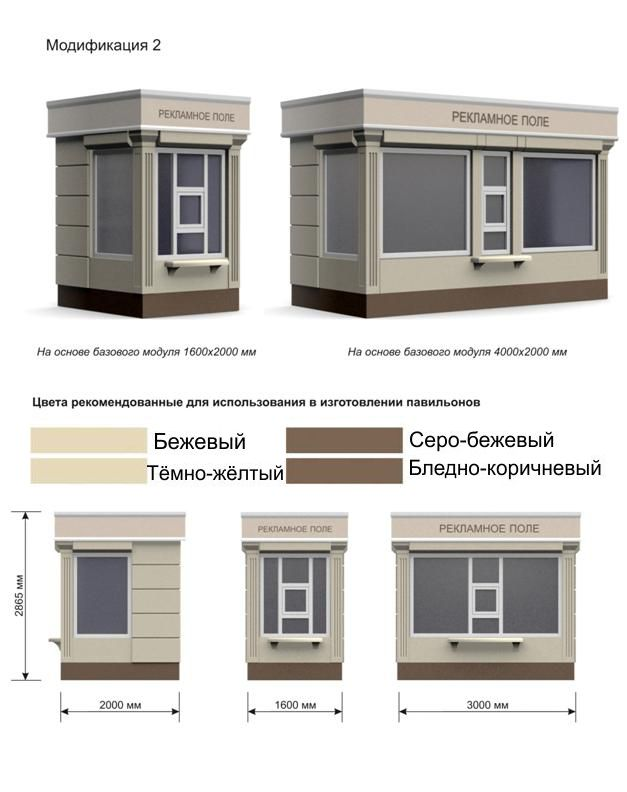 Модификация 2
РЕКЛАМНОЕ ПОЛЕ
РЕКЛАМНОЕ ПОЛЕ
На основе базового модуля 1600х2000 мм
На основе базового модуля 4000х2000 мм
Цвета рекомендованные для использования в изготовлении павильонов
Бежевый
Серо-бежевый
Тёмно-жёлтый
Бледно-коричневый
РЕКЛАМНОЕ ПОЛЕ
РЕКЛАМНОЕ ПОЛЕ
2865 мм
2000 мм
1600 мм
3000 мм